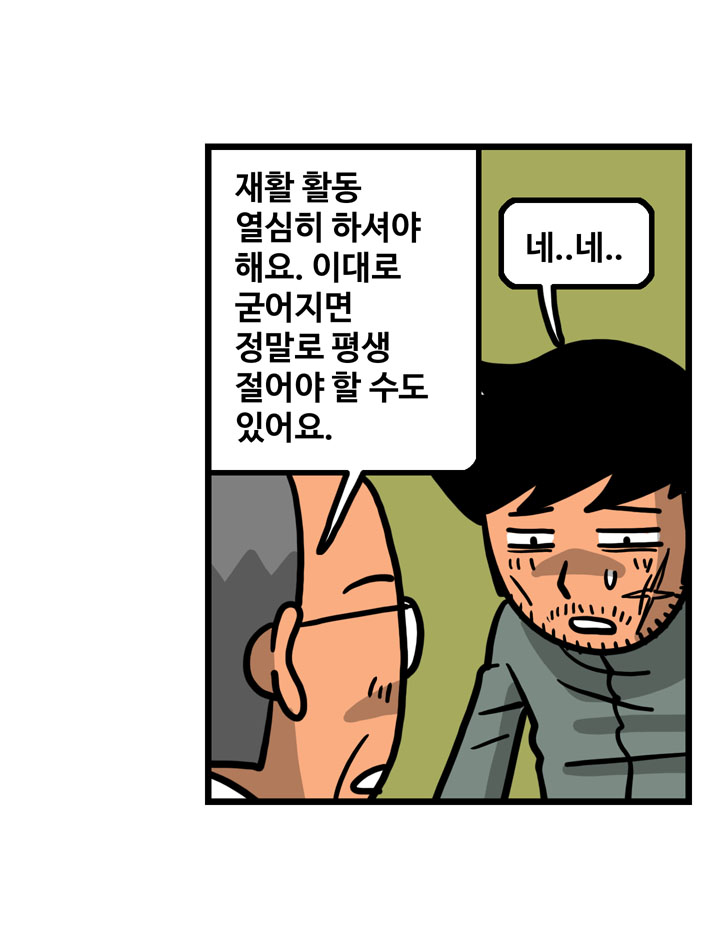 재활 활동
열심히 하셔야
해요. 이대로
굳어지면
정말로 평생
절어야 할 수도
있어요.
네..네..